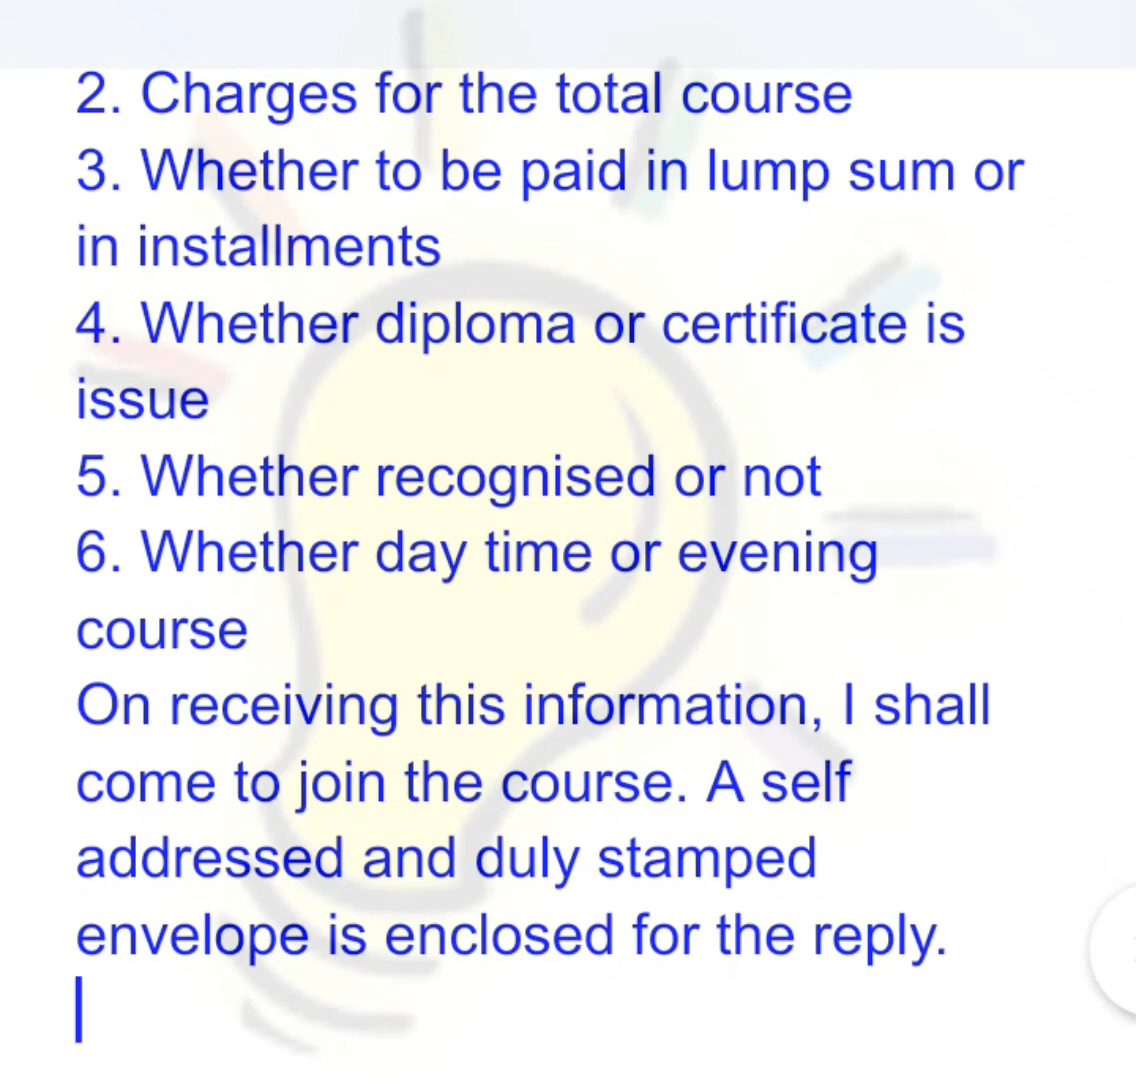 2. Charges for the total course
3. Whether to be paid in lump sum or
in installments
4. Whether diploma or certificate is
issue
5. Whether recognised or not
6. Whether day time or evening
course
On receiving this information, I shall
come to join the course. A self
addressed and duly stamped
envelope is enclosed for the reply.